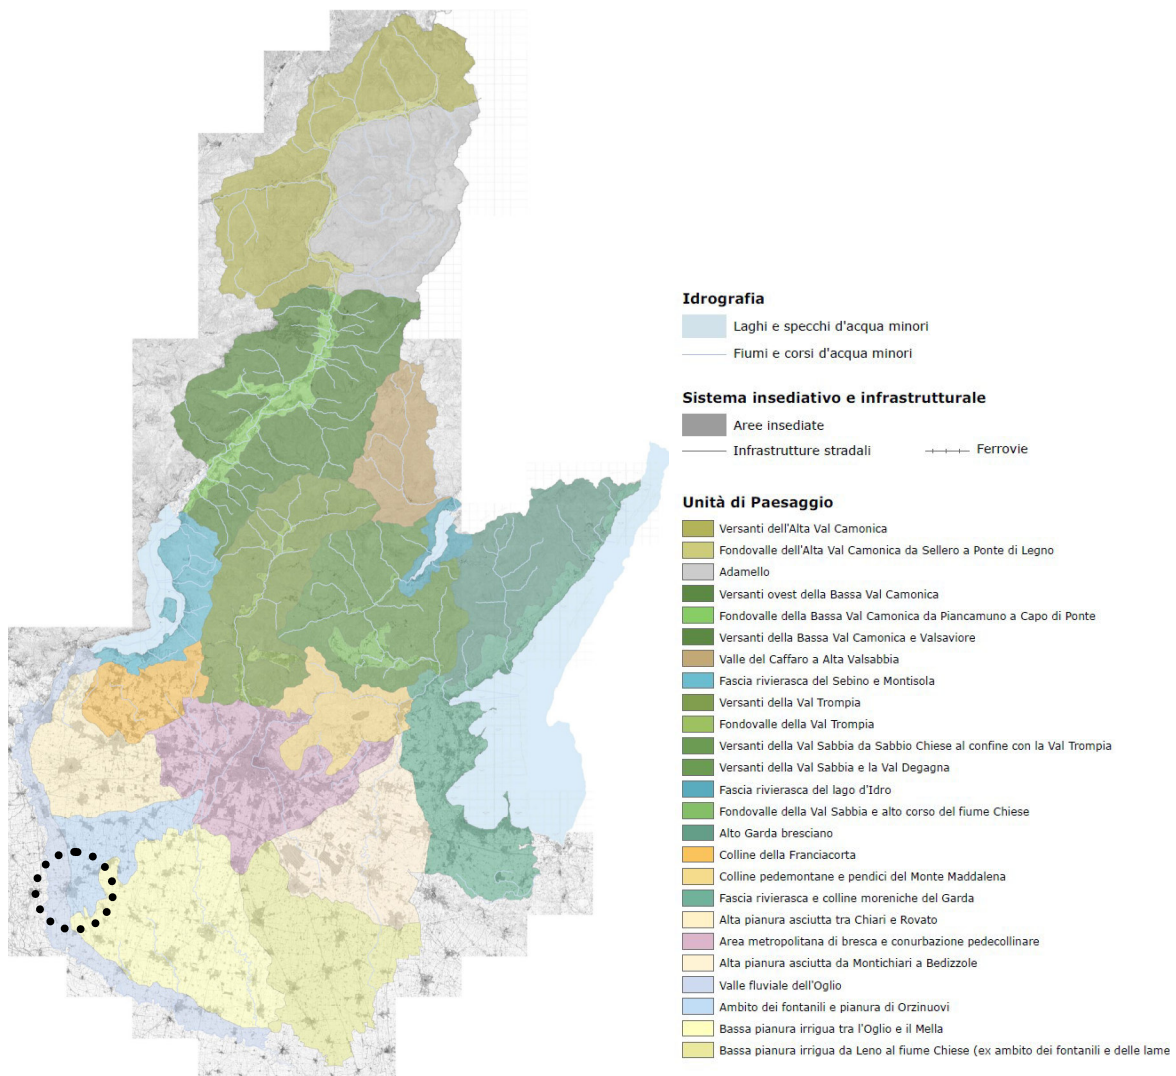 Idrografia
Laghi e specchi d'acqua minori
Fiumi e corsi d'acqua minori
Sistema insediativo e infrastrutturale
Aree insediate
Infrastrutture stradali Ferrovie
Unità di Paesaggio
Versanti dell'Alta Val Camonica
Fondovalle dell'Alta Val Camonica da Sellero a Ponte di Legno
Adamello
Versanti ovest della Bassa Val Camonica
Fondovalle della Bassa Val Camonica da Piancamuno a Capo di Ponte
Versanti della Bassa Val Camonica e Valsaviore
Valle del Caffaro a Alta Valsabbia
Fascia rivierasca del Sebino e Montisola
Versanti della Val Trompia
Fondovalle della Val Trompia
Versanti della Val Sabbia da Sabbio Chiese al confine con la Val Trompia
Versanti della Val Sabbia e la Val Degagna
Fascia rivierasca del lago d'Idro
Fondovalle della Val Sabbia e alto corso del fiume Chiese
Alto Garda bresciano
Colline della Franciacorta
Colline pedemontane e pendici del Monte Maddalena
Fascia rivierasca e colline moreniche del Garda
Alta pianura asciutta tra Chiari e Rovato
Area metropolitana di bresca e conurbazione pedecollinare
Alta pianura asciutta da Montichiari a Bedizzole
Valle fluviale dell'Oglio
Ambito dei fontanili e pianura di Orzinuovi
Bassa pianura irrigua tra l'Oglio e il Mella
Bassa pianura irrigua da Leno al fiume Chiese (ex ambito dei fontanili e delle lame